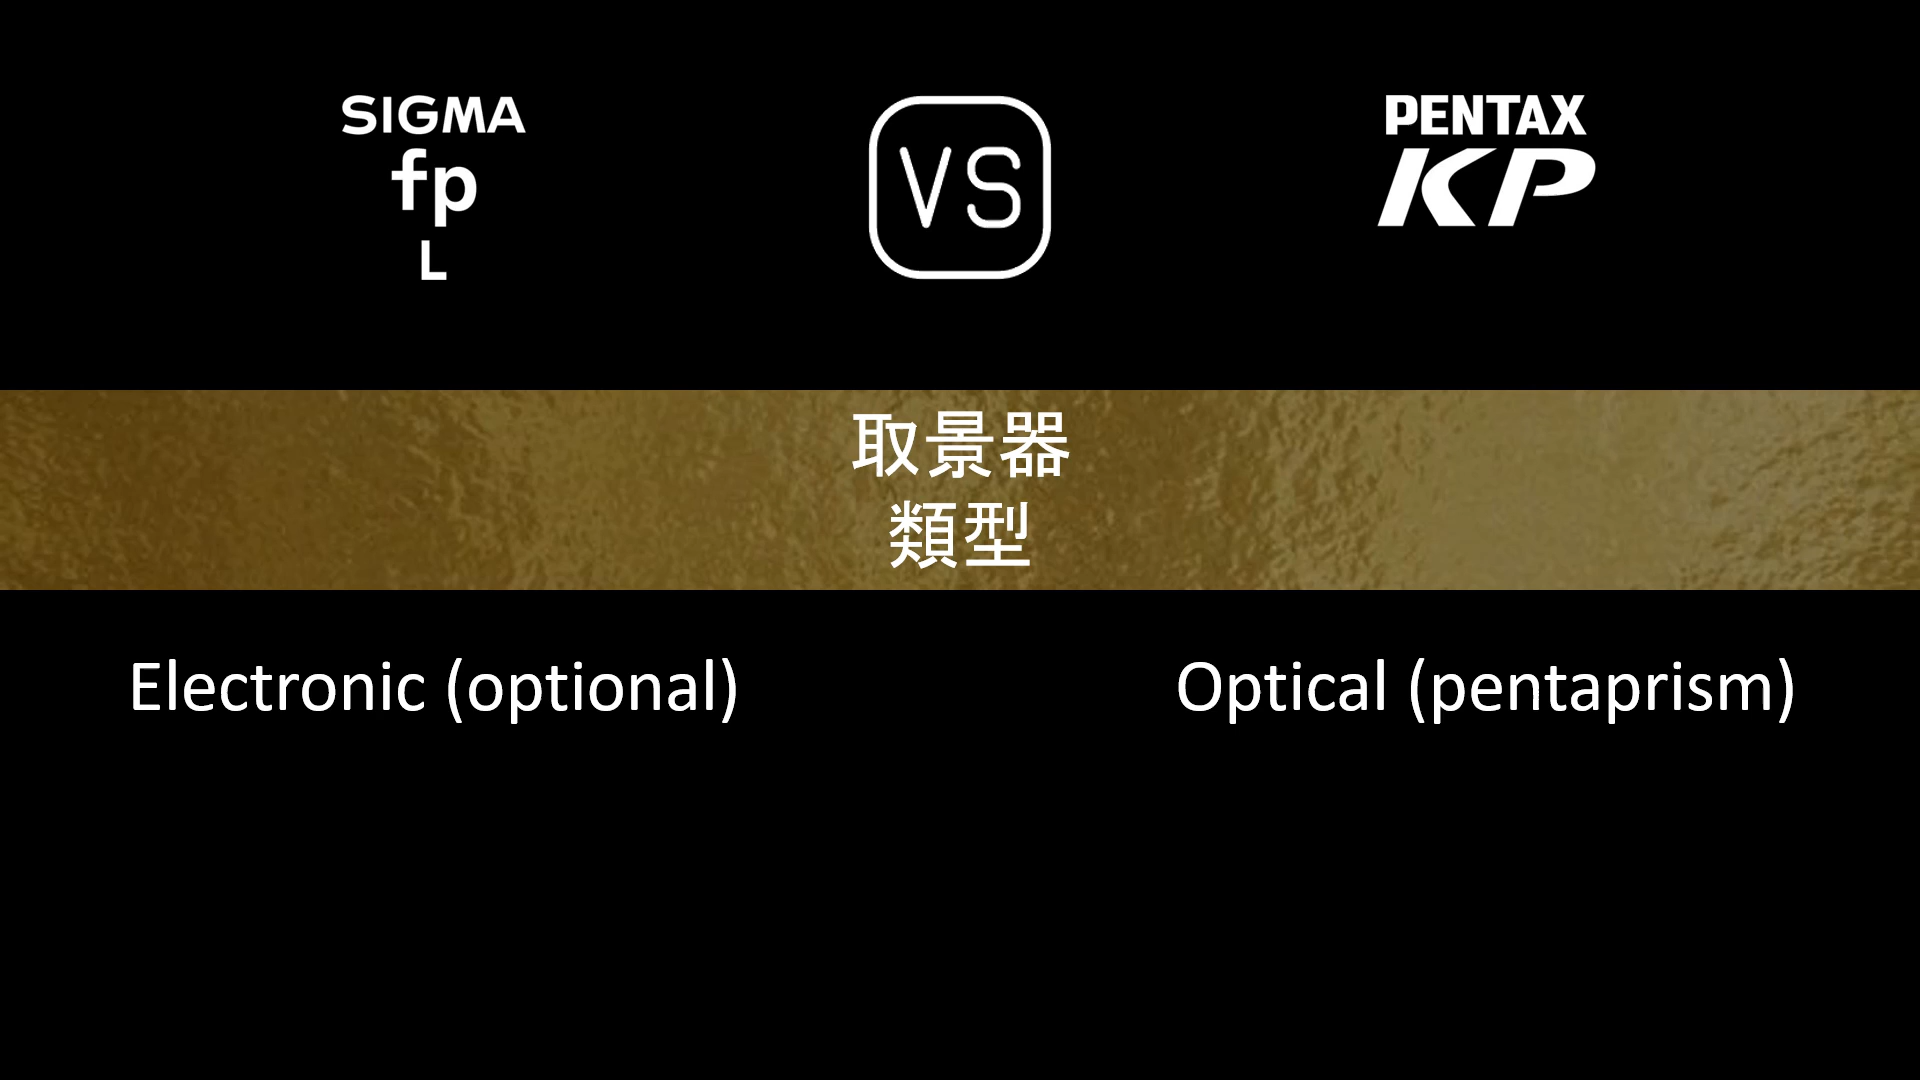 SIGMA
fp
L
VS
PENTAX
KP
取景器
類型
Electronic (optional)
Optical (pentaprism)